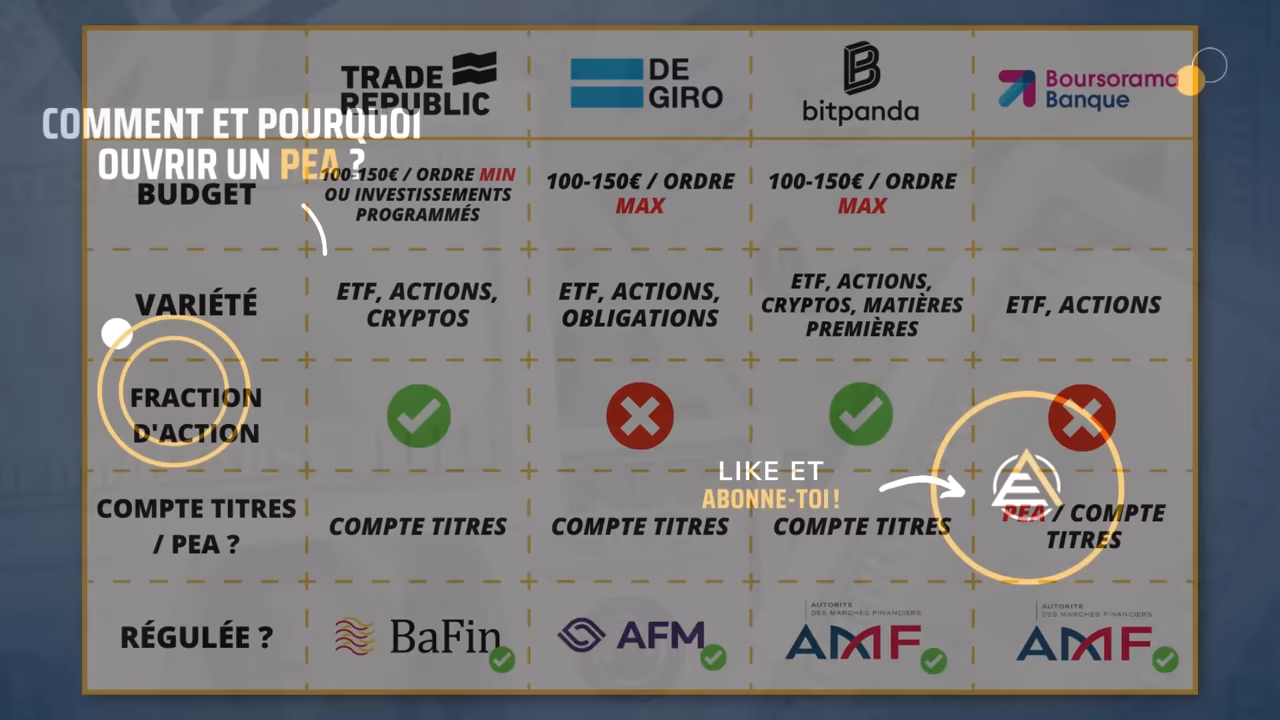 TRADE
REPUBLIC
DE
GIRO
bitpanda
Boursorama
Banque
COMMENT ET POURQUOI
OUVRIR UN PEA ?
BUDGET
100-150€ / ORDRE MIN
OU INVESTISSEMENTS
PROGRAMMÉS
100-150€ / ORDRE
MAX
100-150€ / ORDRE
MAX
VARIÉTÉ
ETF, ACTIONS,
CRYPTOS
ETF, ACTIONS,
OBLIGATIONS
ETF, ACTIONS,
CRYPTOS, MATIÈRES
PREMIÈRES
ETF, ACTIONS
FRACTION
D'ACTION
LIKE ET
ABONNE-TOI !
COMPTE TITRES
/ PEA ?
COMPTE TITRES
COMPTE TITRES
COMPTE TITRES
PEA / COMPTE
TITRES
RÉGULÉE ?
BaFin
AFM
AUTORITÉ
DES MARCHÉS FINANCIERS
AMF
AUTORITÉ
DES MARCHÉS FINANCIERS
AMF